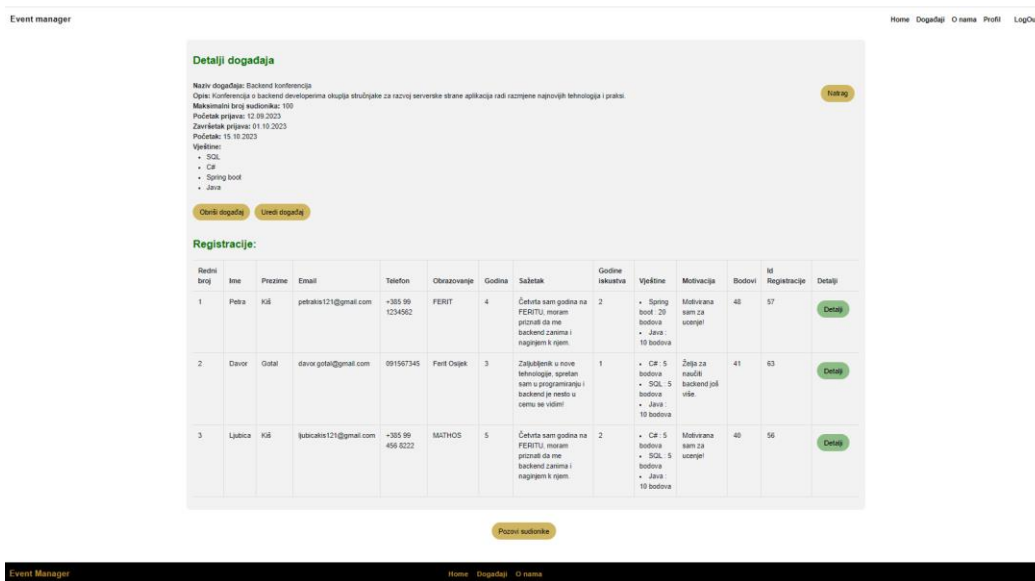 Event manager
Home Događaji O nama Profil LogOu
Detalji događaja
Naziv događaja: Backend konferencija
Opis: Konferencija o backend developerima okuplja stručnjake za razvoj serverske strane aplikacija radi razmjene najnovijih tehnologija i praksi.
Natrag
Maksimalni broj sudionika: 100
Početak prijava: 12.09.2023
Završetak prijava: 01.10.2023
Početak: 15.10.2023
Vještine:
• SQL
• C#
• Spring boot
• Java
Obriši događaj Uredi događaj
Registracije:
Redni broj Ime Prezime Email Telefon Obrazovanje Godina Sažetak Godine iskustva Vještine Motivacija Bodovi Id Registracije Detalji
1 Petra Kiš petrakis121@gmail.com +385 99 1234562 FERIT 4 Četvrta sam godina na FERITU, moram priznati da me backend zanima i naginjem k njem. 2 • Spring boot : 20 bodova • Java : 10 bodova Motivirana sam za ucenje! 48 57 Detalji
2 Davor Gotal davor.gotal@gmail.com 091567345 Ferit Osijek 3 Zaljubljenik u nove tehnologije, spretan sam u programiranju i backend je nesto u cemu se vidim! 1 • C# : 5 bodova • SQL : 5 bodova • Java : 10 bodova Želja za naučiti backend još više. 41 63 Detalji
3 Ljubica Kiš ljubicakis121@gmail.com +385 99 456 8222 MATHOS 5 Četvrta sam godina na FERITU, moram priznati da me backend zanima i naginjem k njem. 2 • C# : 5 bodova • SQL : 5 bodova • Java : 10 bodova Motivirana sam za ucenje! 40 56 Detalji
Pozovi sudionike
Event Manager
Home Događaji O nama